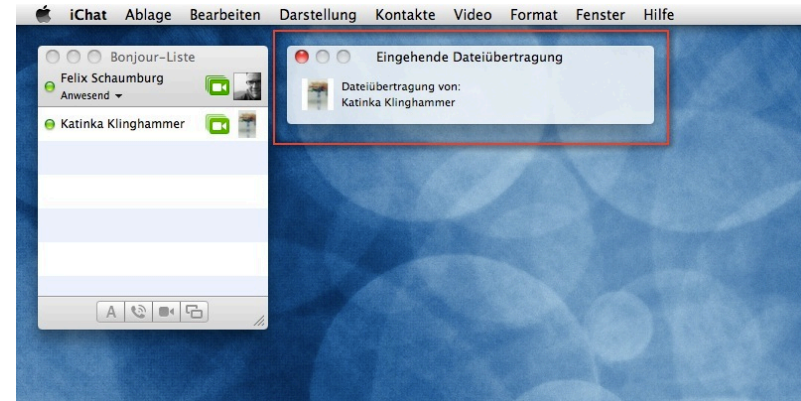 iChat Ablage Bearbeiten Darstellung Kontakte Video Format Fenster Hilfe
Bonjour-Liste
Felix Schaumburg
Anwesend
Katinka Klinghammer
A
Eingehende Dateiübertragung
Dateiübertragung von:
Katinka Klinghammer